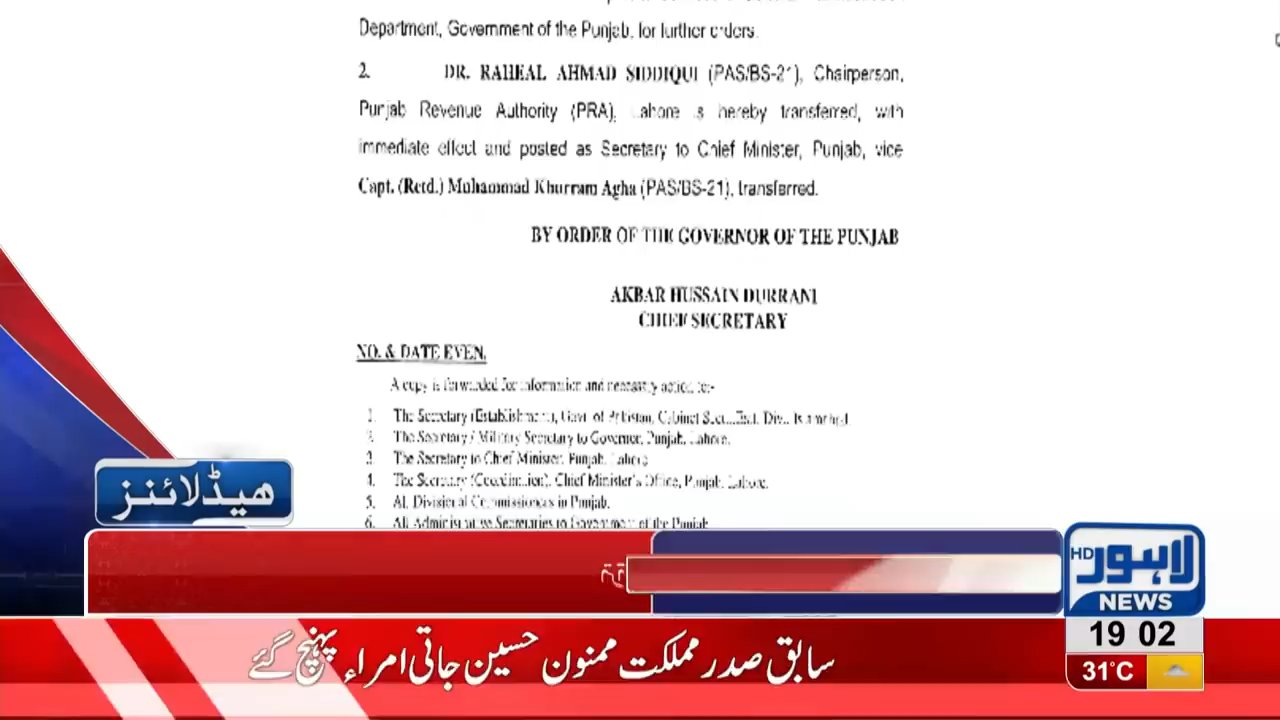 Department, Government of the Punjab, for further orders.
2. DR. RAHEAL AHMAD SIDDIQUI (PAS/BS-21), Chairperson,
Punjab Revenue Authority (PRA), Lahore is hereby transferred, with
immediate effect and posted as Secretary to Chief Minister, Punjab, vice
Capt. (Retd.) Muhammad Khurram Agha (PAS/BS-21), transferred.
BY ORDER OF THE GOVERNOR OF THE PUNJAB
AKBAR HUSSAIN DURRANI
CHIEF SECRETARY
NO. & DATE EVEN.
A copy is forwarded for information and necessary action to:-
1. The Secretary (Establishment), Govt. of Pakistan, Cabinet Div.. Islamabad.
2. The Secretary / Military Secretary to Governor, Punjab, Lahore.
3. The Secretary to Chief Minister, Punjab, Lahore
4. The Secretary (Coordination), Chief Minister's Office, Punjab, Lahore.
5. All Divisional Commissioners in Punjab.
6. All Administrative Secretaries to Government of the Punjab
ہیڈلائنز
HD لاہور
NEWS
19 02
31°C
سابق صدر مملکت ممنون حسین جاتی امراء پہنچ گئے